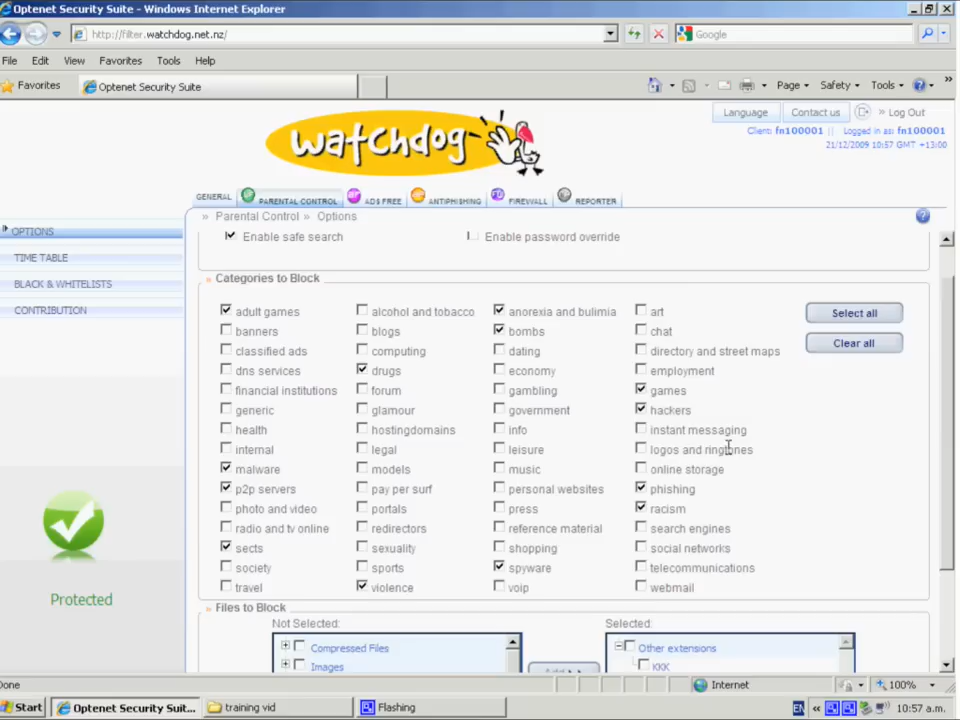 Optenet Security Suite - Windows Internet Explorer
http://filter.watchdog.net.nz/
Google
File Edit View Favorites Tools Help
Favorites Optenet Security Suite Page Safety Tools
Language Contact us » Log Out
Client: fn100001 || Logged in as: fn100001
21/12/2009 10:57 GMT +13:00
watchdog
GENERAL PARENTAL CONTROL ADS FREE ANTIPHISHING FIREWALL REPORTER
» Parental Control » Options
OPTIONS
TIME TABLE
BLACK & WHITELISTS
CONTRIBUTION
Protected
Enable safe search Enable password override
» Categories to Block
adult games alcohol and tobacco anorexia and bulimia art Select all
banners blogs bombs chat
classified ads computing dating directory and street maps Clear all
dns services drugs economy employment
financial institutions forum gambling games
generic glamour government hackers
health hostingdomains info instant messaging
internal legal leisure logos and ringtones
malware models music online storage
p2p servers pay per surf personal websites phishing
photo and video portals press racism
radio and tv online redirectors reference material search engines
sects sexuality shopping social networks
society sports spyware telecommunications
travel violence voip webmail
» Files to Block
Not Selected: Selected:
Compressed Files Other extensions
Images Add KKK
Done Internet 100%
Start Optenet Security Suit... training vid Flashing EN 10:57 a.m.